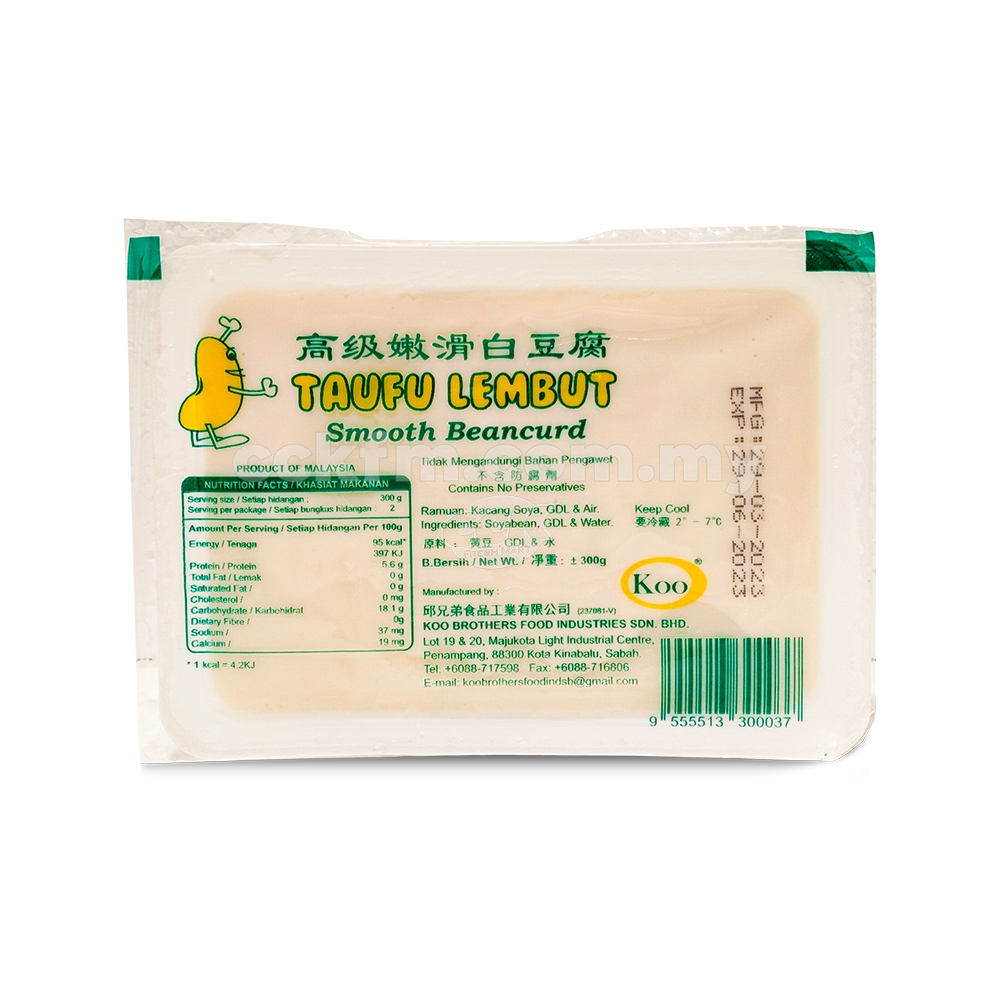 高级嫩滑白豆腐
TAUFU LEMBUT
Smooth Beancurd
PRODUCT OF MALAYSIA
NUTRITION FACTS / KHASIAT MAKANAN
Serving size / Setiap hidangan : 300 g
Serving per package / Setiap bungkus hidangan : 2
Amount Per Serving / Setiap Hidangan Per 100g
Energy / Tenaga 95 kcal*
397 KJ
Protein / Protein 5.6 g
Total Fat / Lemak 0 g
Saturated Fat / 0 g
Cholesterol / 0 mg
Carbohydrate / Karbohidrat 18.1 g
Dietary Fibre / 0g
Sodium / 37 mg
Calcium / 19 mg
* 1 kcal = 4.2KJ
Tidak Mengandungi Bahan Pengawet
不含防腐劑
Contains No Preservatives
Ramuan: Kacang Soya, GDL & Air.
Ingredients: Soyabean, GDL & Water.
原料 : 黄豆 , GDL & 水
B.Bersih / Net Wt. / 净重 : ± 300g
Keep Cool
要冷藏 2° - 7°C
Koo®
Manufactured by :
邱兄弟食品工業有限公司 (237081-V)
KOO BROTHERS FOOD INDUSTRIES SDN. BHD.
Lot 19 & 20, Majukota Light Industrial Centre,
Penampang, 88300 Kota Kinabalu, Sabah.
Tel: +6088-717598 Fax: +6088-716806
E-mail: koobrothersfoodindsb@gmail.com
MFG:29-03-2023
EXP:29-06-2023
9 555513 300037
ccktm.com.my
FRESH MART